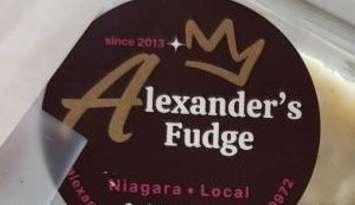 since 2013
Alexander's
Fudge
Niagara • Local